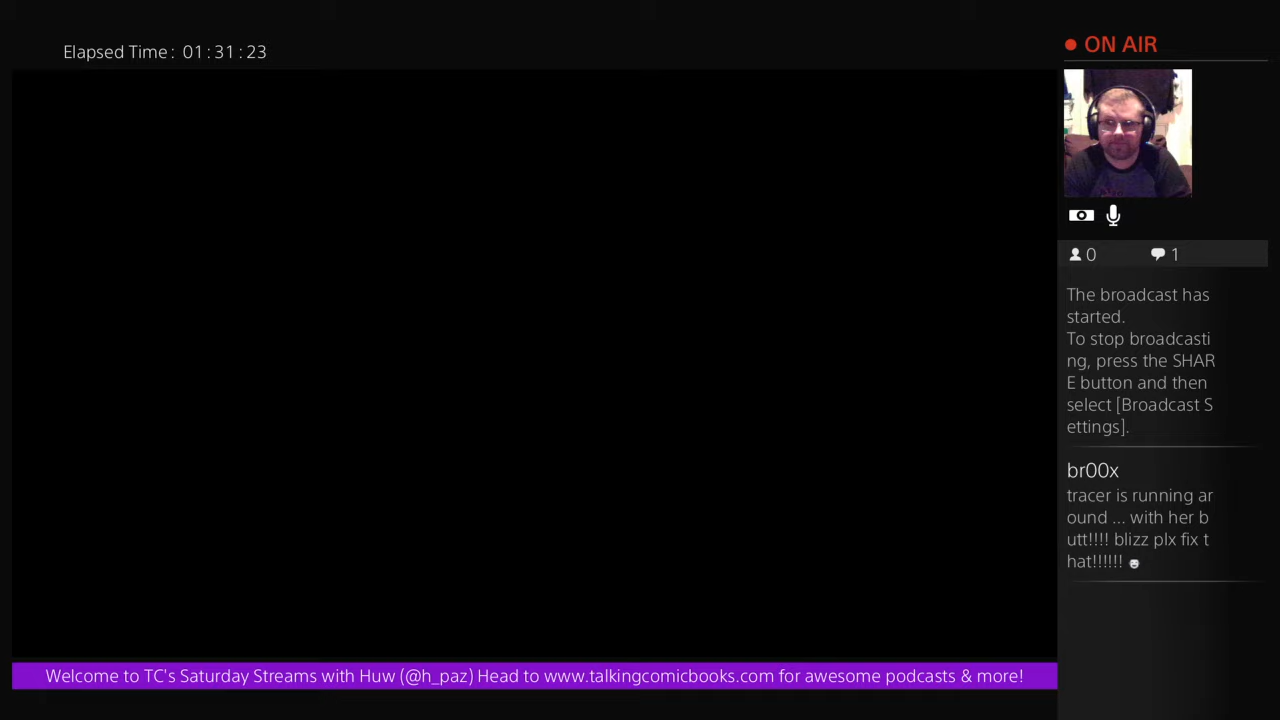 Elapsed Time: 01:31:23
ON AIR
0 1
The broadcast has
started.
To stop broadcasti
ng, press the SHAR
E button and then
select [Broadcast S
ettings].
br00x
tracer is running ar
ound ... with her b
utt!!!! blizz plx fix t
hat!!!!!!
Welcome to TC's Saturday Streams with Huw (@h_paz) Head to www.talkingcomicbooks.com for awesome podcasts & more!